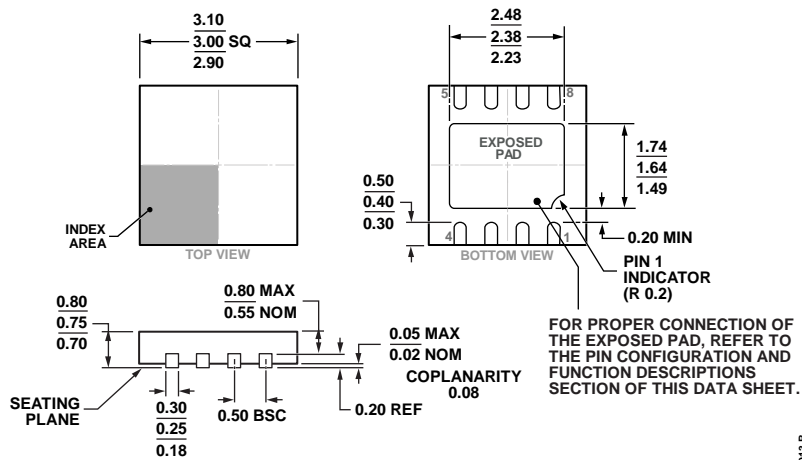 3.10
3.00 SQ
2.90
2.48
2.38
2.23
5
8
EXPOSED
PAD
1.74
1.64
1.49
0.50
0.40
0.30
INDEX
AREA
TOP VIEW
4
1
BOTTOM VIEW
0.20 MIN
PIN 1
INDICATOR
(R 0.2)
0.80
0.75
0.70
0.80 MAX
0.55 NOM
0.05 MAX
0.02 NOM
COPLANARITY
0.08
SEATING
PLANE
0.30
0.25
0.18
0.50 BSC
0.20 REF
FOR PROPER CONNECTION OF
THE EXPOSED PAD, REFER TO
THE PIN CONFIGURATION AND
FUNCTION DESCRIPTIONS
SECTION OF THIS DATA SHEET.